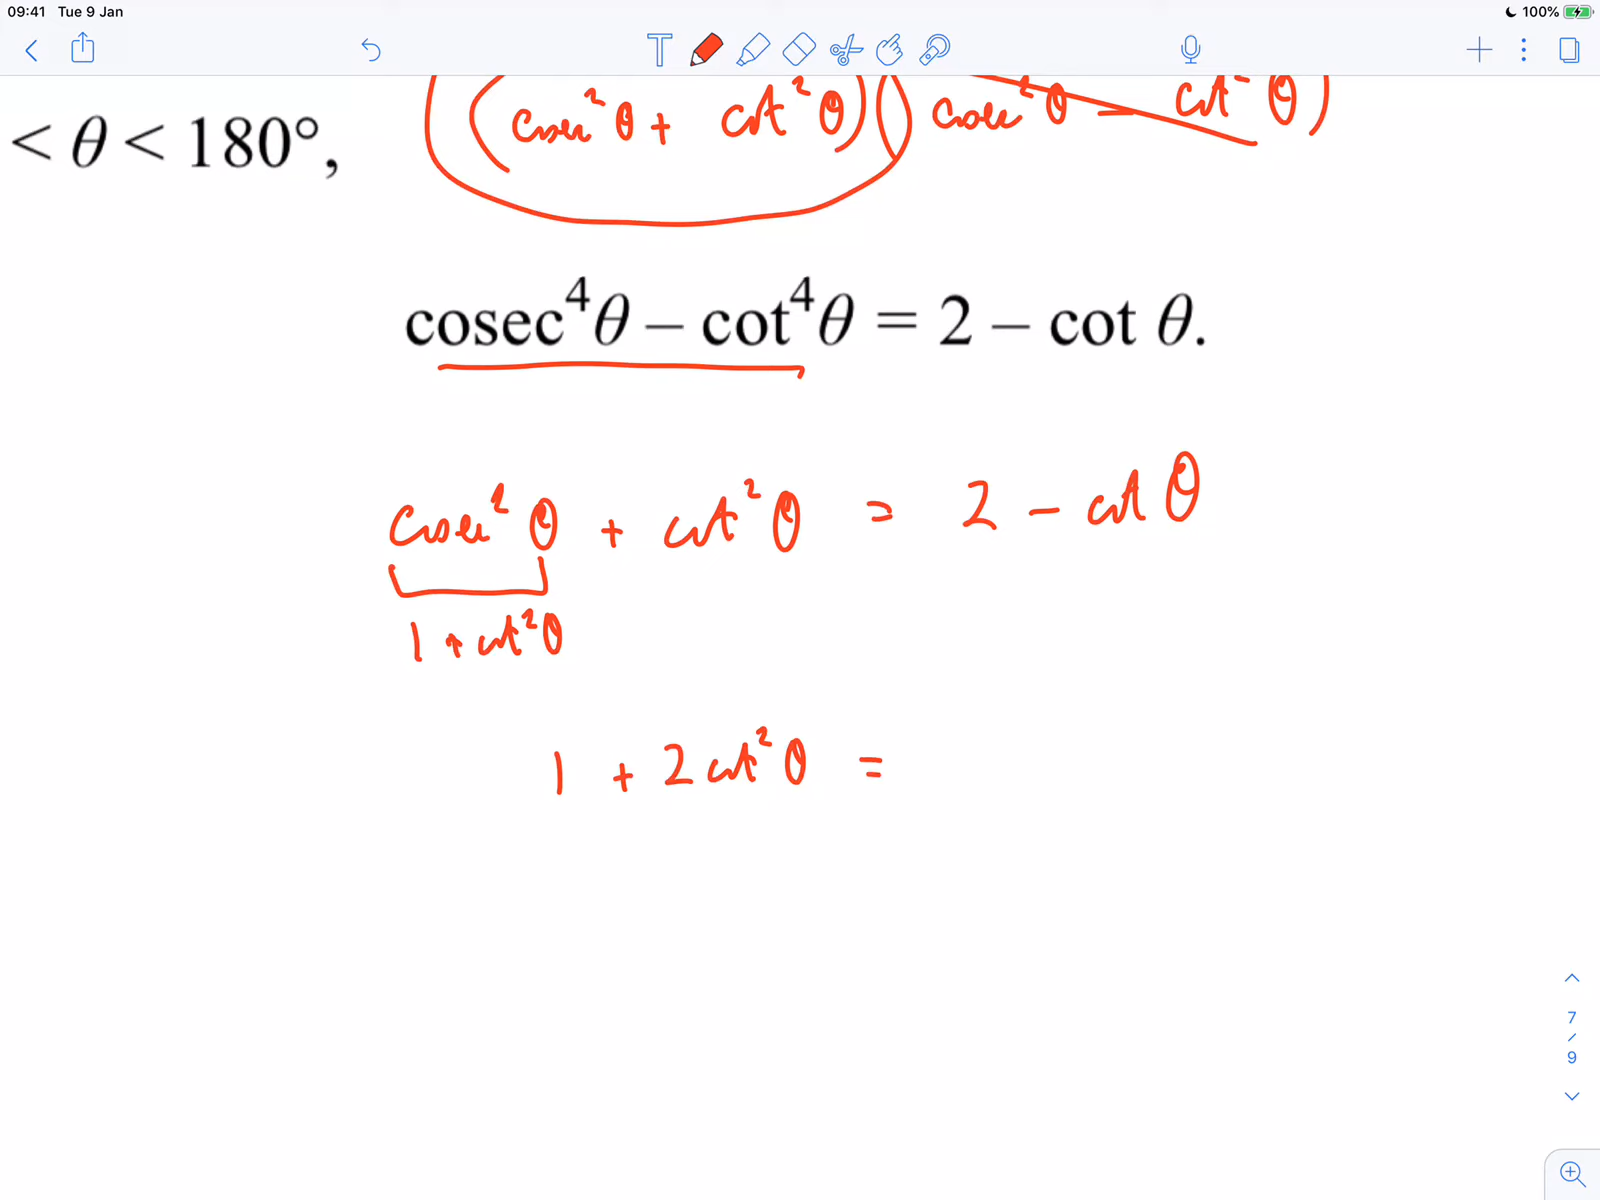 09:41 Tue 9 Jan 100%
T
(cosec²θ + cot²θ)(cosec²θ - cot²θ)
< θ < 180°,
cosec⁴θ – cot⁴θ = 2 – cot θ.
cosec²θ + cot²θ = 2 - cot θ
1 + cot²θ
1 + 2cot²θ =
7
/
9